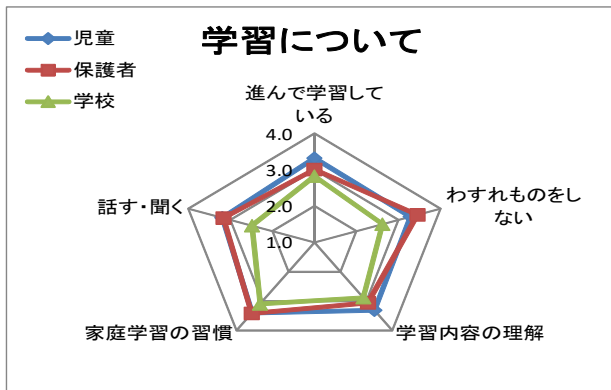 学習について
児童
保護者
学校
進んで学習して
いる
わすれものをし
ない
学習内容の理解
家庭学習の習慣
話す・聞く
4.0
3.0
2.0
1.0